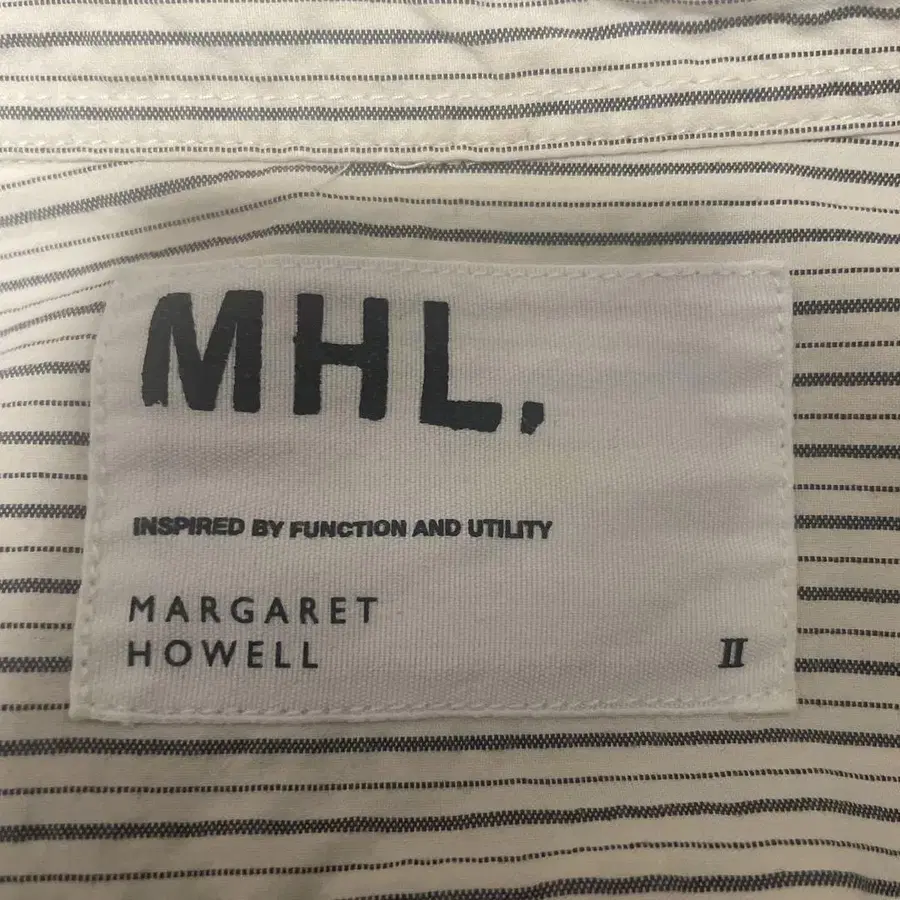 MHL.
INSPIRED BY FUNCTION AND UTILITY
MARGARET
HOWELL
II